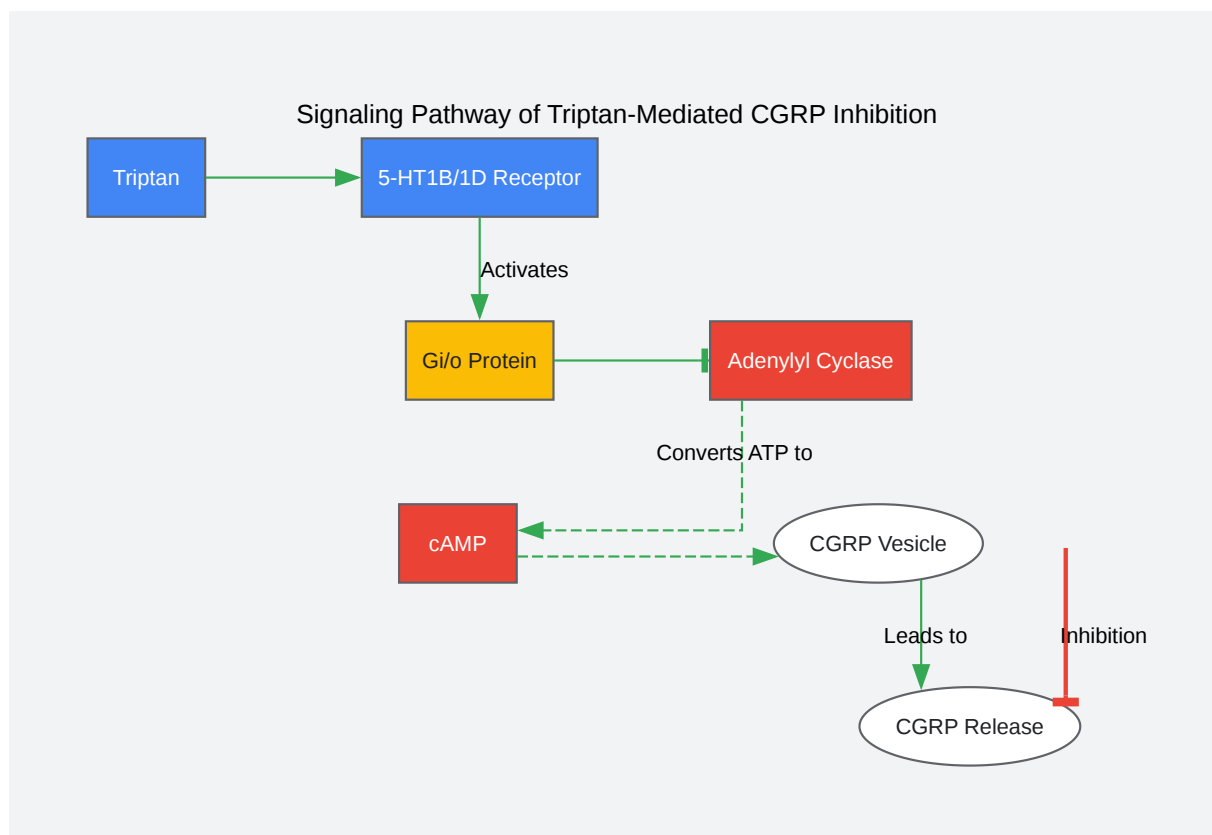 Signaling Pathway of Triptan-Mediated CGRP Inhibition
Triptan
5-HT1B/1D Receptor
Activates
Gi/o Protein
Adenylyl Cyclase
Converts ATP to
cAMP
CGRP Vesicle
Leads to
Inhibition
CGRP Release